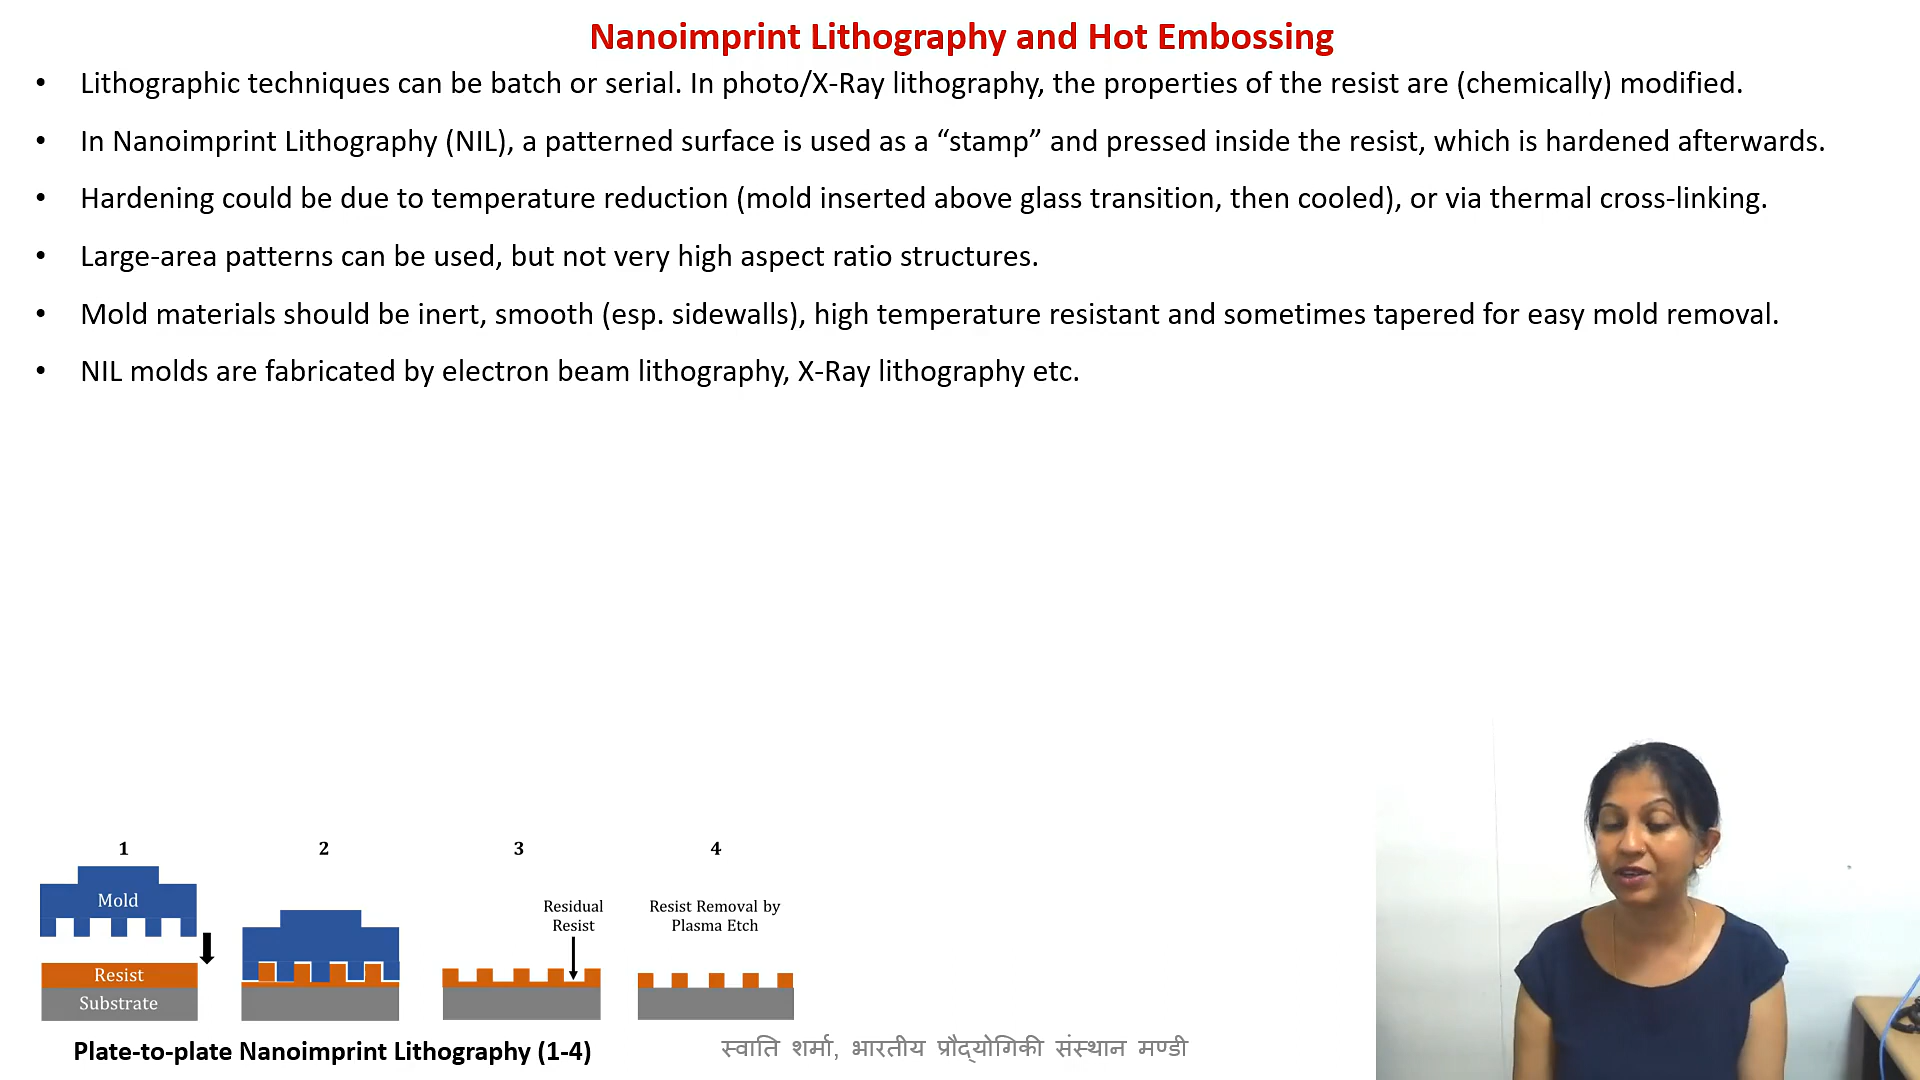 Nanoimprint Lithography and Hot Embossing
• Lithographic techniques can be batch or serial. In photo/X-Ray lithography, the properties of the resist are (chemically) modified.
• In Nanoimprint Lithography (NIL), a patterned surface is used as a “stamp” and pressed inside the resist, which is hardened afterwards.
• Hardening could be due to temperature reduction (mold inserted above glass transition, then cooled), or via thermal cross-linking.
• Large-area patterns can be used, but not very high aspect ratio structures.
• Mold materials should be inert, smooth (esp. sidewalls), high temperature resistant and sometimes tapered for easy mold removal.
• NIL molds are fabricated by electron beam lithography, X-Ray lithography etc.
1 2 3 4
Mold
Residual
Resist
Resist Removal by
Plasma Etch
Resist
Substrate
Plate-to-plate Nanoimprint Lithography (1-4)
स्वाति शर्मा, भारतीय प्रौद्योगिकी संस्थान मण्डी